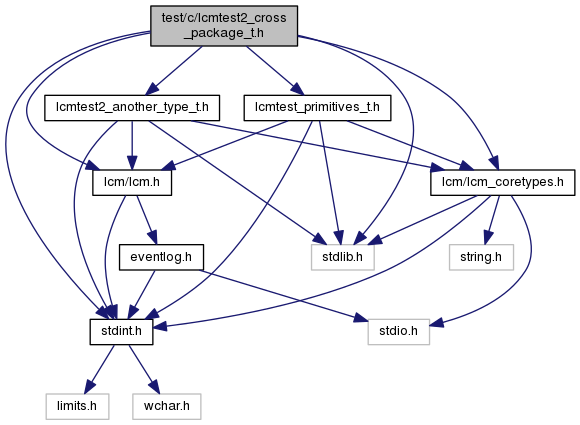 test/c/lcmtest2_cross
_package_t.h
lcmtest2_another_type_t.h
lcmtest_primitives_t.h
lcm/lcm.h
lcm/lcm_coretypes.h
eventlog.h
stdlib.h
string.h
stdint.h
stdio.h
limits.h
wchar.h